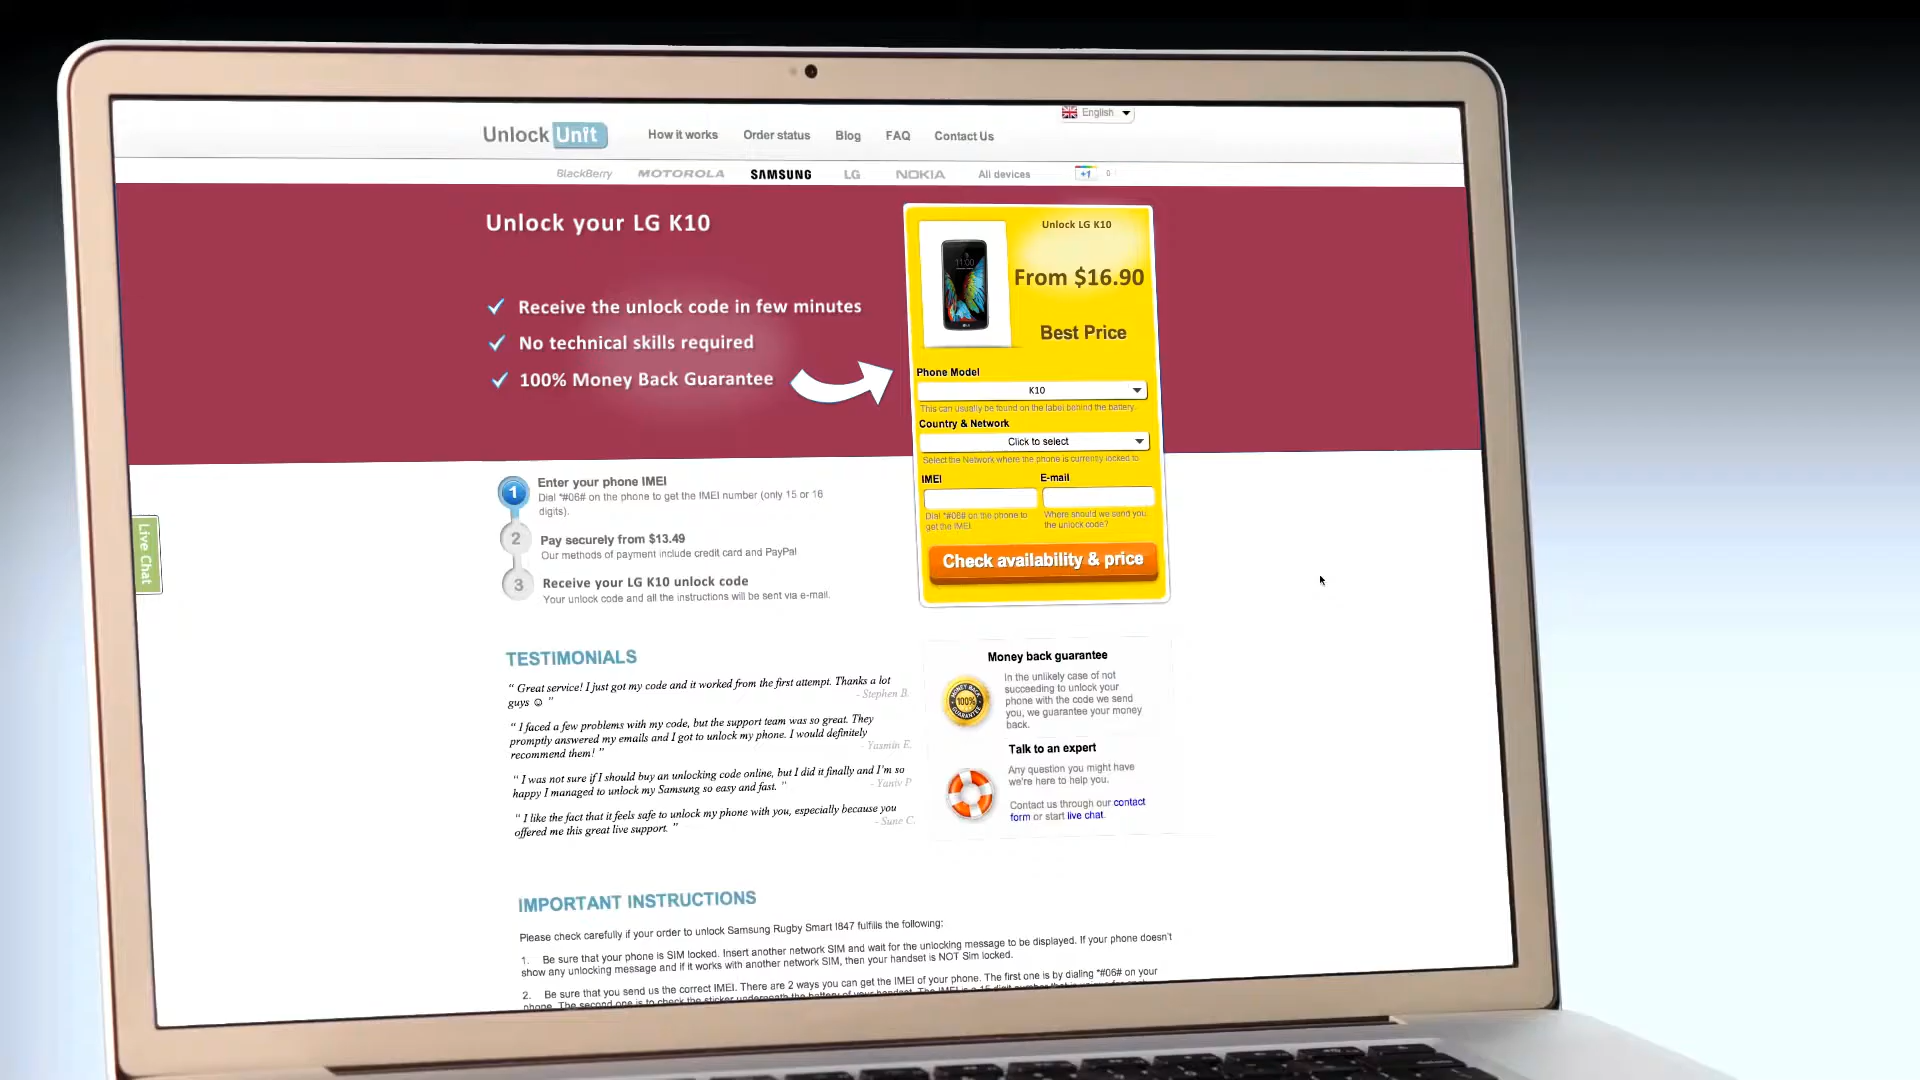 English
Unlock Unit
How it works
Order status
Blog
FAQ
Contact Us
BlackBerry
MOTOROLA
SAMSUNG
LG
NOKIA
All devices
+1
0
Unlock your LG K10
Receive the unlock code in few minutes
No technical skills required
100% Money Back Guarantee
Unlock LG K10
From $16.90
Best Price
Phone Model
K10
This can usually be found on the label behind the battery.
Country & Network
Click to select
Select the Network where the phone is currency locked to
IMEI
E-mail
Dial *#06# on the phone to
get the IMEI
Where should we send you
the unlock code?
Check availability & price
1
Enter your phone IMEI
Dial *#06# on the phone to get the IMEI number (only 15 or 16
digits).
2
Pay securely from $13.49
Our methods of payment include credit card and PayPal
3
Receive your LG K10 unlock code
Your unlock code and all the instructions will be sent via e-mail.
Live Chat
TESTIMONIALS
“ Great service! I just got my code and it worked from the first attempt. Thanks a lot
guys ☺ ”
- Stephen B.
“ I faced a few problems with my code, but the support team was so great. They
promptly answered my emails and I got to unlock my phone. I would definitely
recommend them! ”
- Yasmin E.
“ I was not sure if I should buy an unlocking code online, but I did it finally and I'm so
happy I managed to unlock my Samsung so easy and fast. ”
- Yaniv P.
“ I like the fact that it feels safe to unlock my phone with you, especially because you
offered me this great live support. ”
- Sune C.
Money back guarantee
MONEY BACK
100%
GUARANTEE
In the unlikely case of not
succeeding to unlock your
phone with the code we send
you, we guarantee your money
back.
Talk to an expert
Any question you might have
we're here to help you.
Contact us through our contact
form or start live chat.
IMPORTANT INSTRUCTIONS
Please check carefully if your order to unlock Samsung Rugby Smart I847 fulfills the following:
1. Be sure that your phone is SIM locked. Insert another network SIM and wait for the unlocking message to be displayed. If your phone doesn't
show any unlocking message and if it works with another network SIM, then your handset is NOT Sim locked.
2. Be sure that you send us the correct IMEI. There are 2 ways you can get the IMEI of your phone. The first one is by dialing *#06# on your
phone. The second one is to check the sticker underneath the battery of your handset. The IMEI is a 15 digit number that is